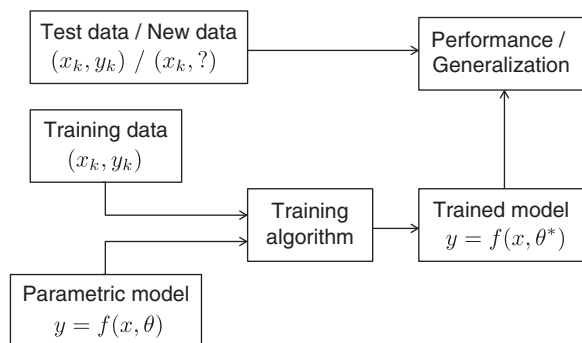 Test data / New data
(x_k, y_k) / (x_k, ?)
Performance /
Generalization
Training data
(x_k, y_k)
Training
algorithm
Trained model
y = f(x, θ*)
Parametric model
y = f(x, θ)